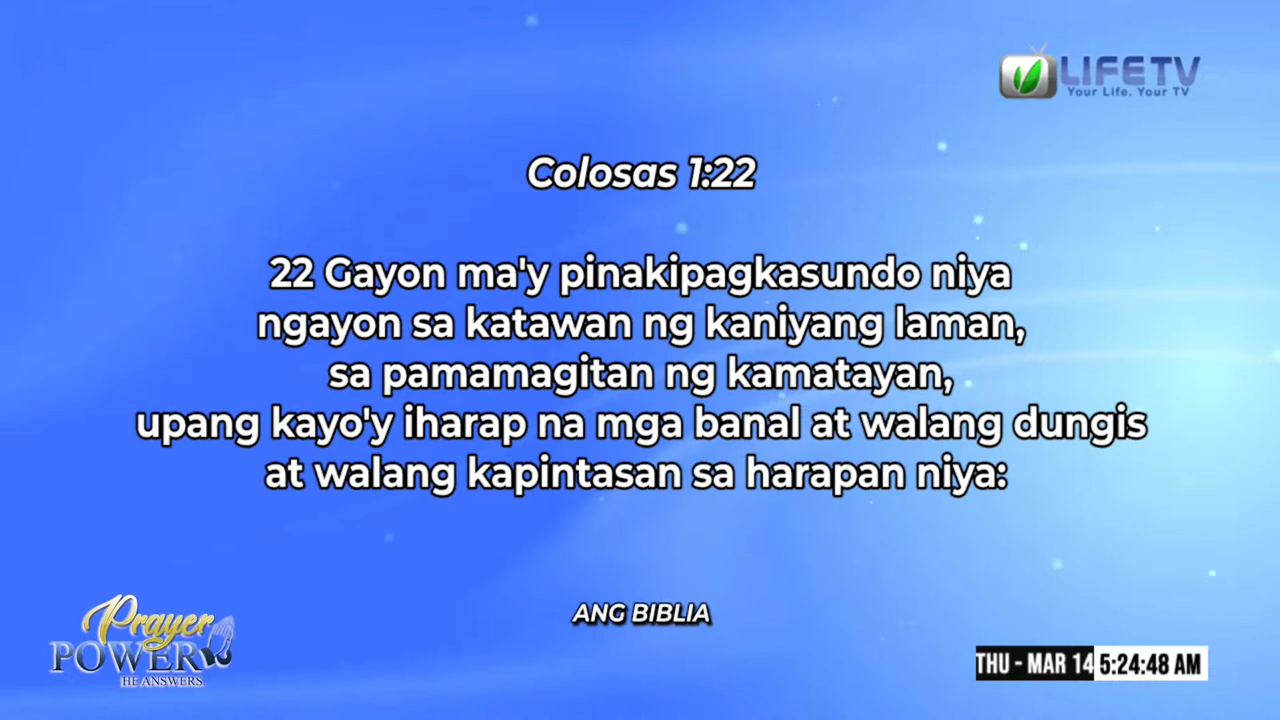 LIFETV
Your Life. Your TV
Colosas 1:22
22 Gayon ma'y pinakipagkasundo niya
ngayon sa katawan ng kaniyang laman,
sa pamamagitan ng kamatayan,
upang kayo'y iharap na mga banal at walang dungis
at walang kapintasan sa harapan niya:
ANG BIBLIA
Prayer
POWER
HE ANSWERS.
THU - MAR 14 5:24:48 AM